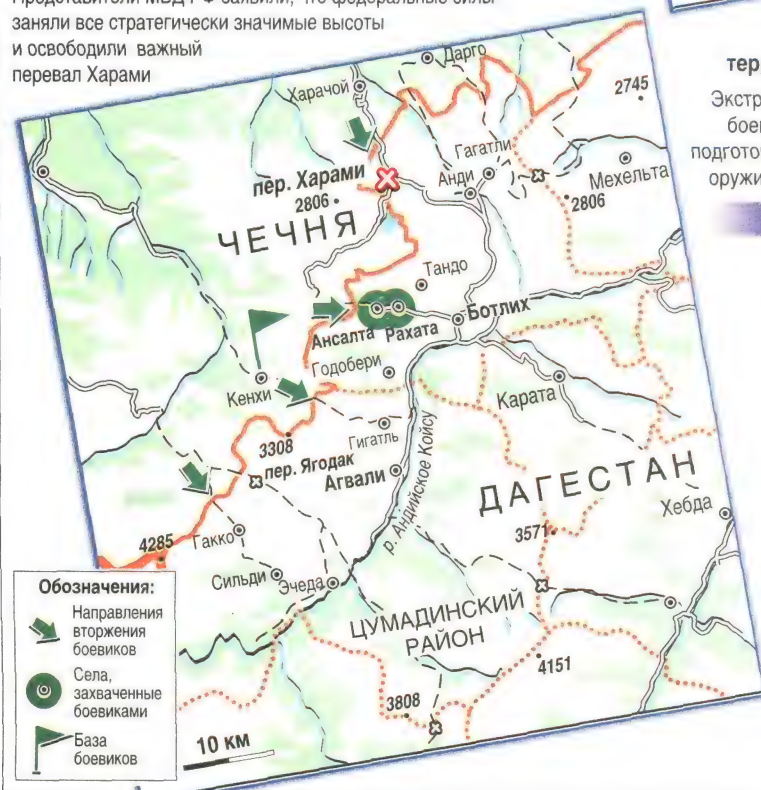 заняли все стратегически значимые высоты
и освободили важный
перевал Харами
тер
Экстр
боев
подготов
оружи
Дарго
Харачой
2745
Гагатли
пер. Харами
Анди
Мехельта
2806
2806
ЧЕЧНЯ
Тандо
Ботлих
Ансалта
Рахата
Годобери
Кенхи
Карата
3308
Гигатль
пер. Ягодак
Агвали
р. Андийское Койсу
ДАГЕСТАН
Хебда
3571
4285
Гакко
Сильди
Эчеда
ЦУМАДИНСКИЙ
РАЙОН
4151
3808
Обозначения:
Направления
вторжения
боевиков
Села,
захваченные
боевиками
База
боевиков
10 км